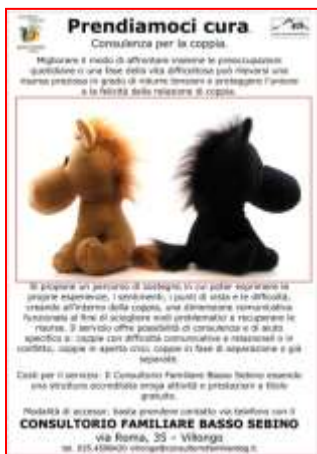 Prendiamoci cura
Consulenza per la coppia
Migliorare il modo di affrontare insieme le preoccupazioni
quotidiane o una fase della vita difficoltosa può rivelarsi una
risorsa preziosa in grado di ridurre tensioni e proteggere l'unione
e la felicità della relazione di coppia.
Si propone un percorso di sostegno in cui poter esprimere le
proprie esperienze, i sentimenti, i punti di vista e le difficoltà,
creando all'interno della coppia, una dimensione comunicativa
funzionale al fine di sciogliere nodi problematici e recuperare le
risorse. Il servizio offre possibilità di consulenza e di aiuto
specifico a: coppie con difficoltà comunicative e relazionali o in
conflitto, coppie in aperta crisi, coppie in fase di separazione o già
separate.
Costi per il servizio: Il Consultorio Familiare Basso Sebino essendo
una struttura accreditata eroga attività e prestazioni a titolo
gratuito.
Modalità di accesso: basta prendere contatto via telefono con il
CONSULTORIO FAMILIARE BASSO SEBINO
via Roma, 35 – Villongo
tel.